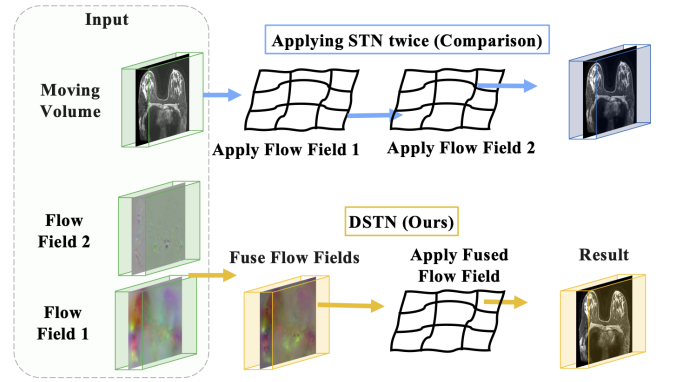 Input
Applying STN twice (Comparison)
Moving
Volume
Apply Flow Field 1
Apply Flow Field 2
DSTN (Ours)
Flow
Field 2
Fuse Flow Fields
Apply Fused
Flow Field
Result
Flow
Field 1